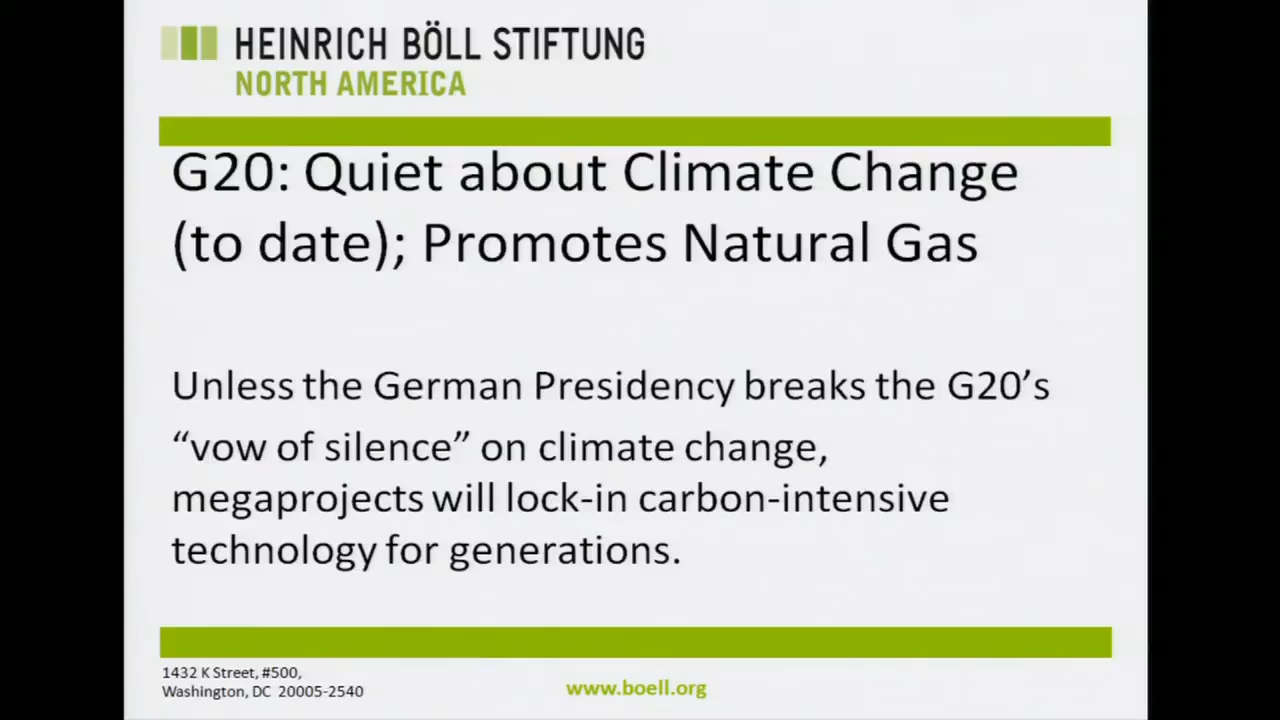 HEINRICH BÖLL STIFTUNG
NORTH AMERICA
G20: Quiet about Climate Change
(to date); Promotes Natural Gas
Unless the German Presidency breaks the G20’s
“vow of silence” on climate change,
megaprojects will lock-in carbon-intensive
technology for generations.
1432 K Street, #500,
Washington, DC 20005-2540
www.boell.org